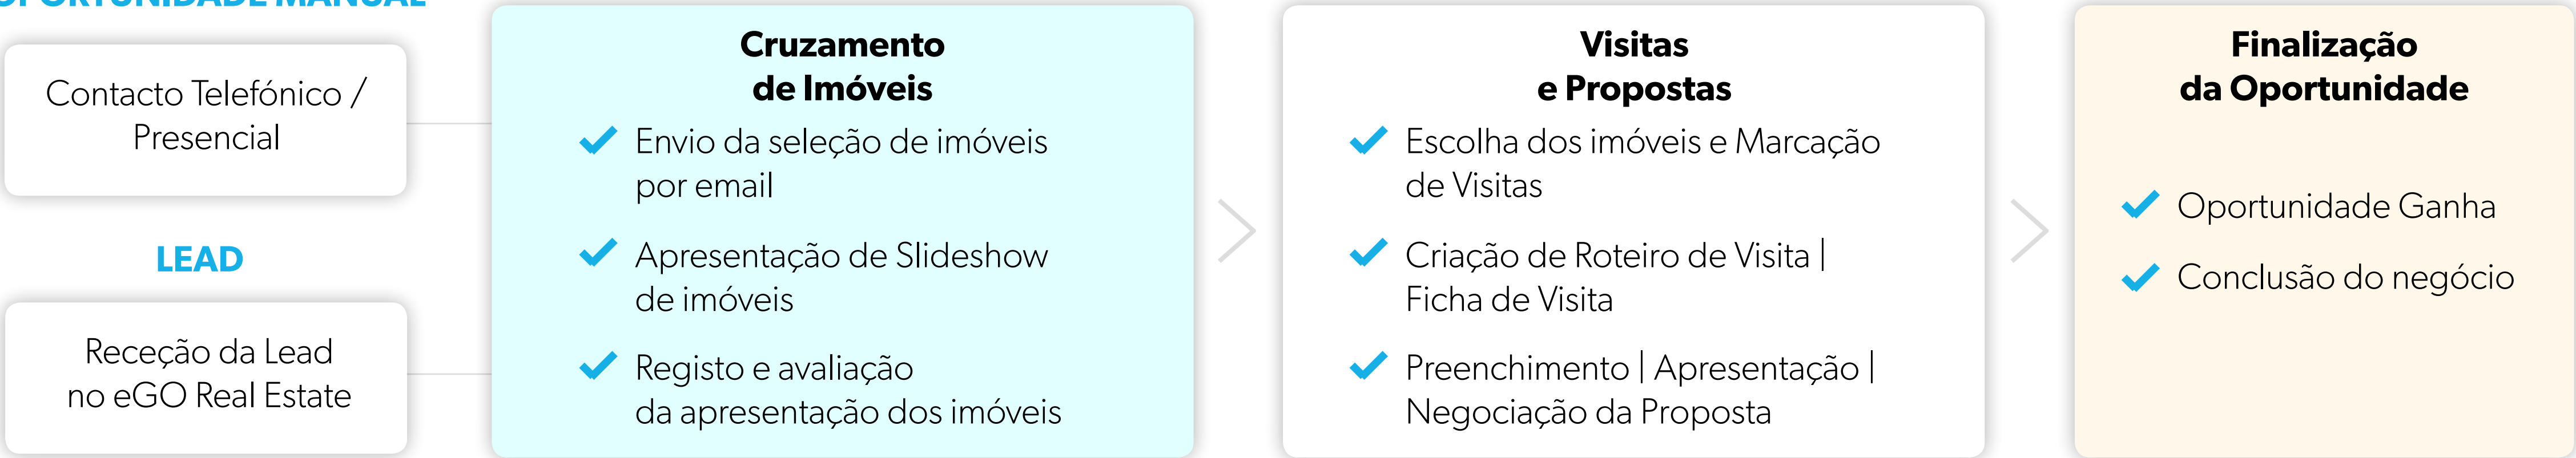 OPORTUNIDADE MANUAL
Contacto Telefónico /
Presencial
LEAD
Receção da Lead
no eGO Real Estate
Cruzamento
de Imóveis
Envio da seleção de imóveis
por email
Apresentação de Slideshow
de imóveis
Registo e avaliação
da apresentação dos imóveis
Visitas
e Propostas
Escolha dos imóveis e Marcação
de Visitas
Criação de Roteiro de Visita |
Ficha de Visita
Preenchimento | Apresentação |
Negociação da Proposta
Finalização
da Oportunidade
Oportunidade Ganha
Conclusão do negócio